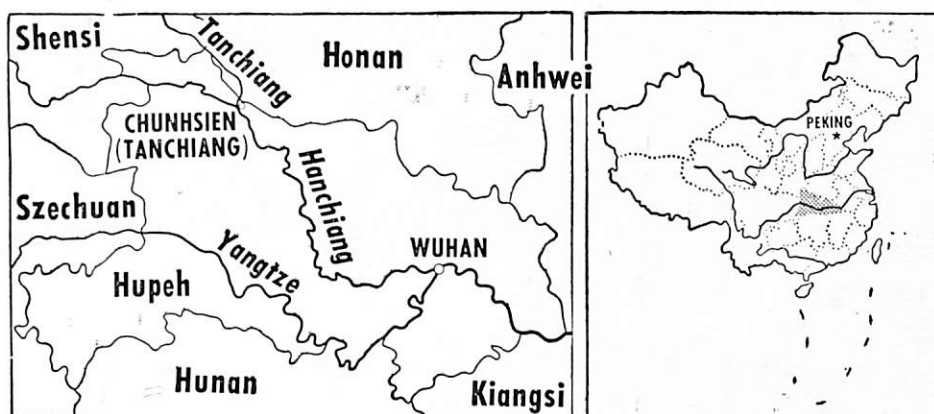 Shensi
Tanchiang
Honan
Anhwei
CHUNHSIEN
(TANCHIANG)
Hanchiang
Szechuan
Yangtze
WUHAN
Hupeh
Hunan
Kiangsi
PEKING